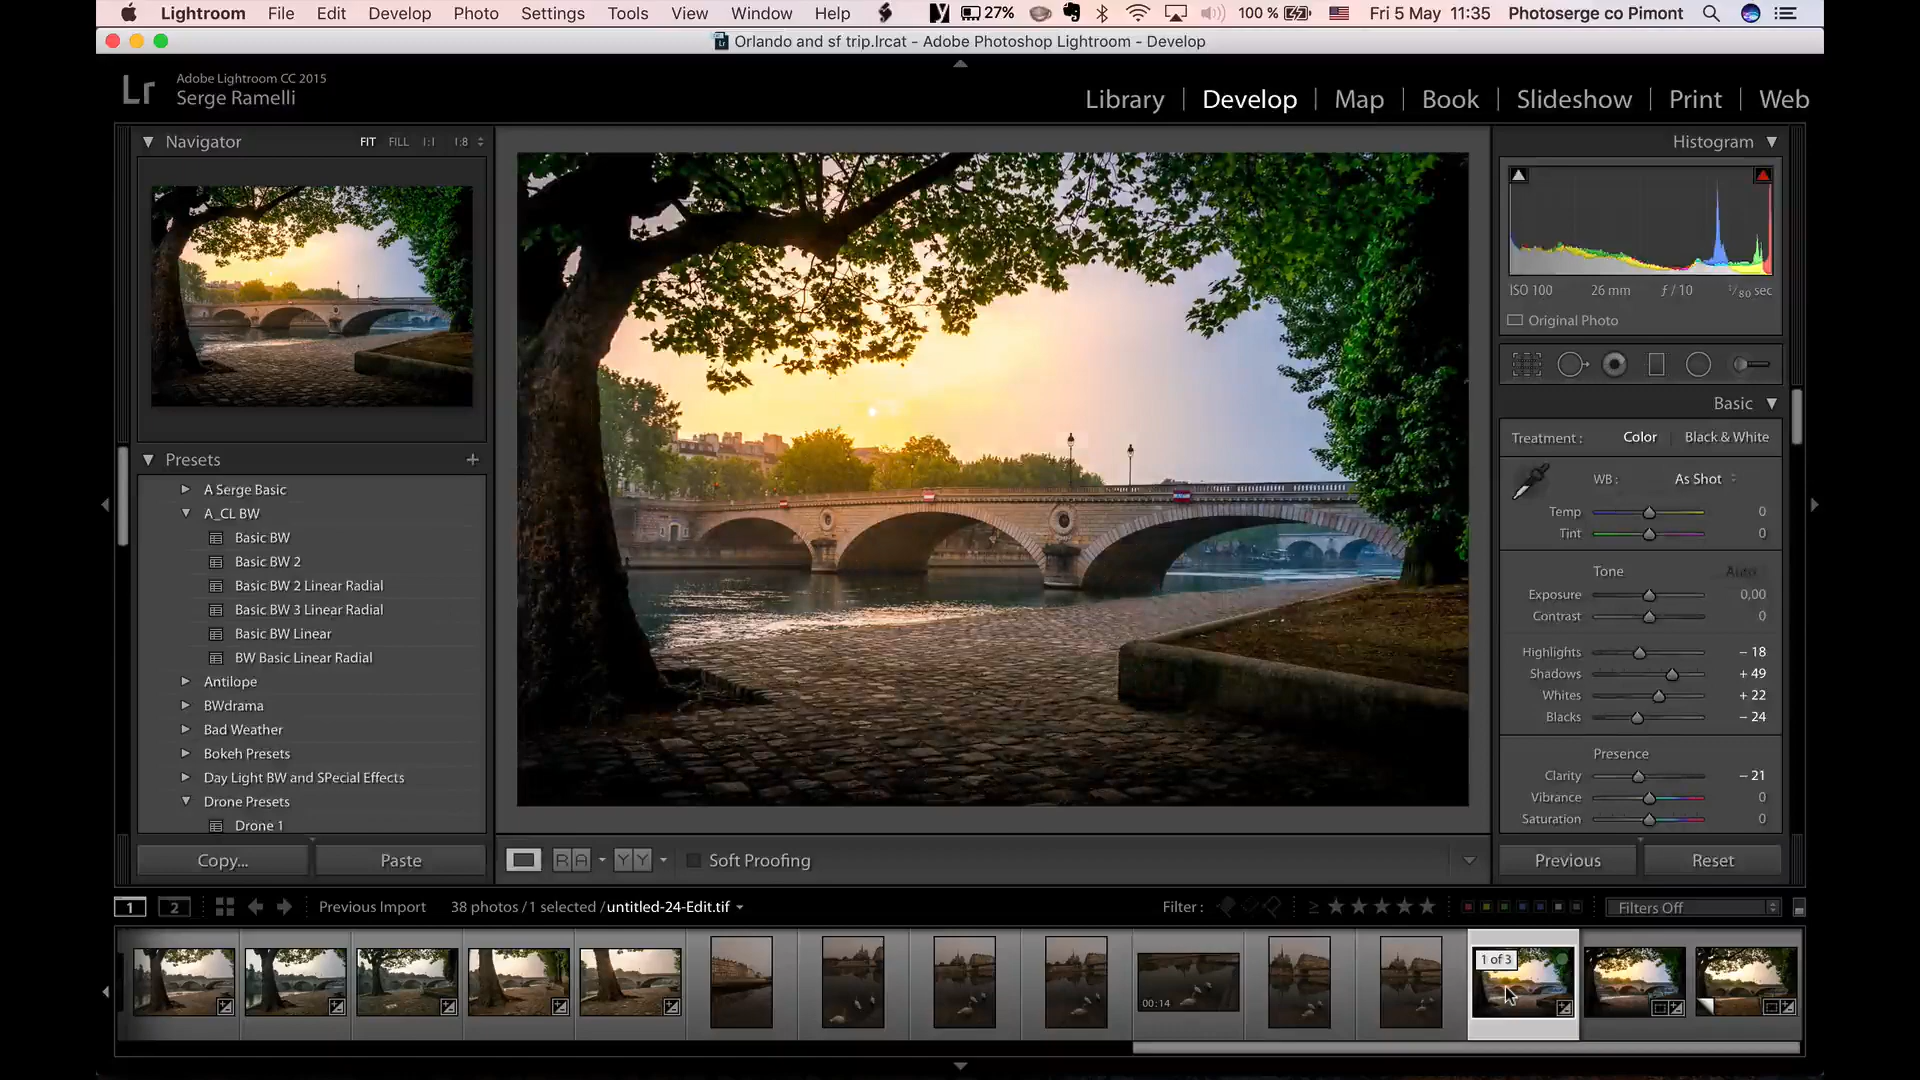 Lightroom File Edit Develop Photo Settings Tools View Window Help 27% 100 % Fri 5 May 11:35 Photoserge co Pimont
Orlando and sf trip.lrcat - Adobe Photoshop Lightroom - Develop
Lr Adobe Lightroom CC 2015
Serge Ramelli
Library | Develop | Map | Book | Slideshow | Print | Web
Navigator FIT FILL 1:1 1:8
Histogram
ISO 100 26 mm ƒ / 10 1/80 sec
Original Photo
Basic
Treatment : Color Black & White
WB : As Shot
Temp 0
Tint 0
Tone Auto
Exposure 0,00
Contrast 0
Highlights – 18
Shadows + 49
Whites + 22
Blacks – 24
Presence
Clarity – 21
Vibrance 0
Saturation 0
Presets
A Serge Basic
A_CL BW
Basic BW
Basic BW 2
Basic BW 2 Linear Radial
Basic BW 3 Linear Radial
Basic BW Linear
BW Basic Linear Radial
Antilope
BWdrama
Bad Weather
Bokeh Presets
Day Light BW and SPecial Effects
Drone Presets
Drone 1
Copy... Paste
R A Y Y Soft Proofing
Previous Reset
1 2 Previous Import 38 photos / 1 selected / untitled-24-Edit.tif Filter : ≥ Filters Off
00:14
1 of 3